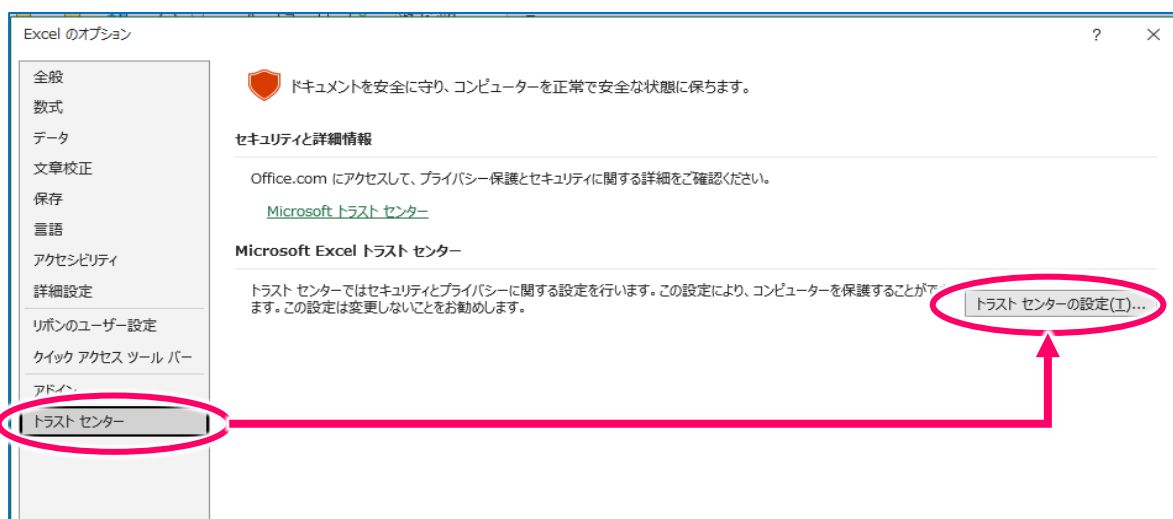 Excel のオプション
?
全般
数式
データ
文章校正
保存
言語
アクセシビリティ
詳細設定
リボンのユーザー設定
クイック アクセス ツール バー
アドイン
トラスト センター
ドキュメントを安全に守り、コンピューターを正常で安全な状態に保ちます。
セキュリティと詳細情報
Office.com にアクセスして、プライバシー保護とセキュリティに関する詳細をご確認ください。
Microsoft トラスト センター
Microsoft Excel トラスト センター
トラスト センターではセキュリティとプライバシーに関する設定を行います。この設定により、コンピューターを保護することがで
ます。この設定は変更しないことをお勧めします。
トラスト センターの設定(T)...